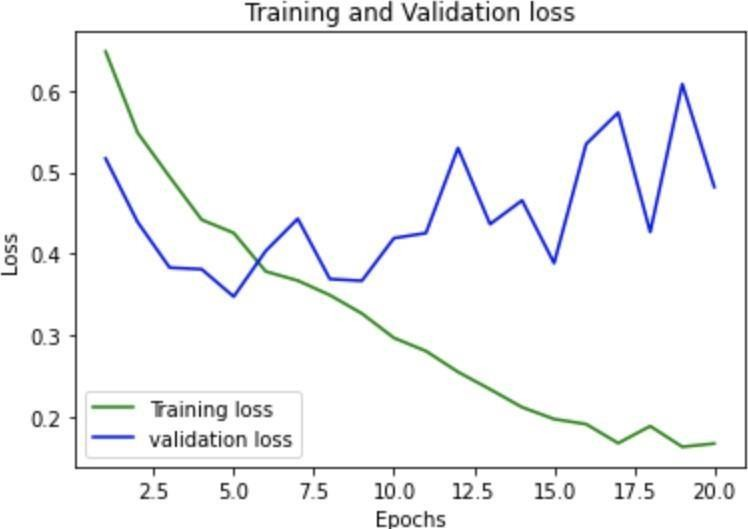 Training and Validation loss
Loss
0.6
0.5
0.4
0.3
0.2
Training loss
validation loss
2.5 5.0 7.5 10.0 12.5 15.0 17.5 20.0
Epochs